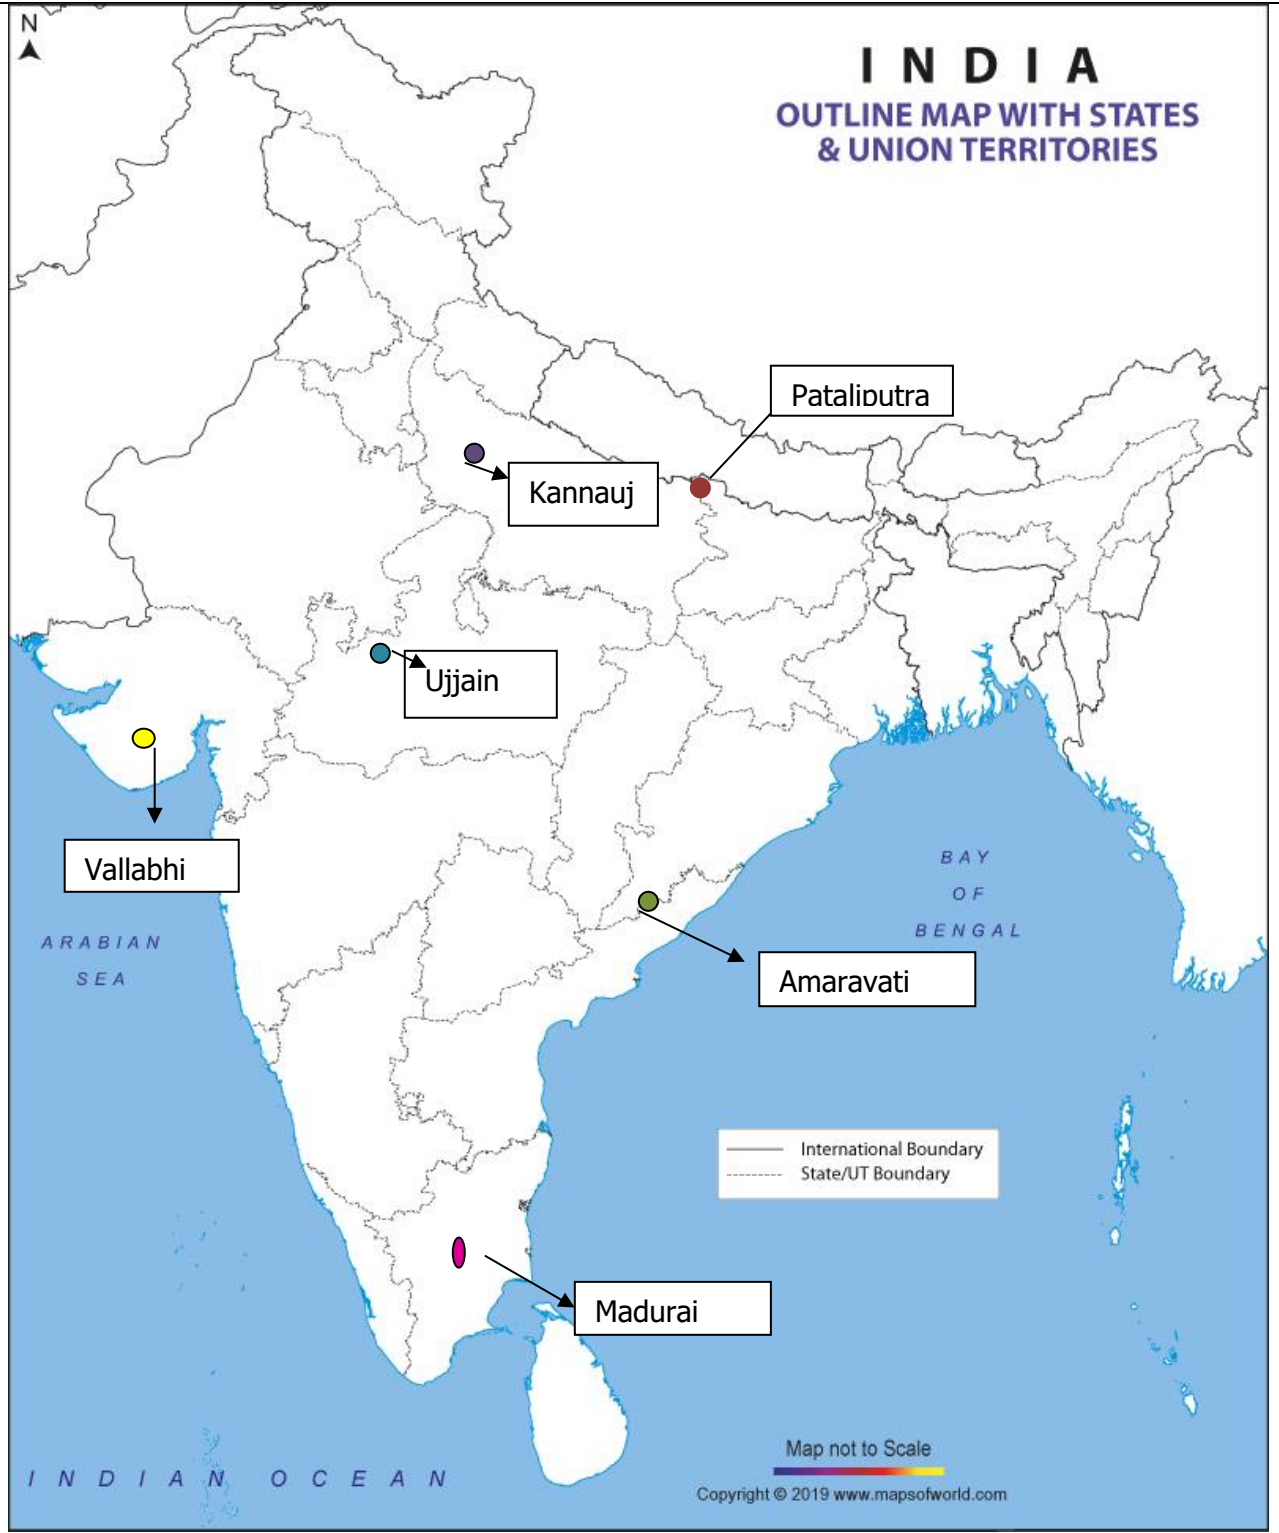 N
INDIA
OUTLINE MAP WITH STATES
& UNION TERRITORIES
Pataliputra
Kannauj
Ujjain
Vallabhi
BAY
OF
BENGAL
ARABIAN
SEA
Amaravati
International Boundary
State/UT Boundary
Madurai
Map not to Scale
INDIAN OCEAN
Copyright © 2019 www.mapsofworld.com